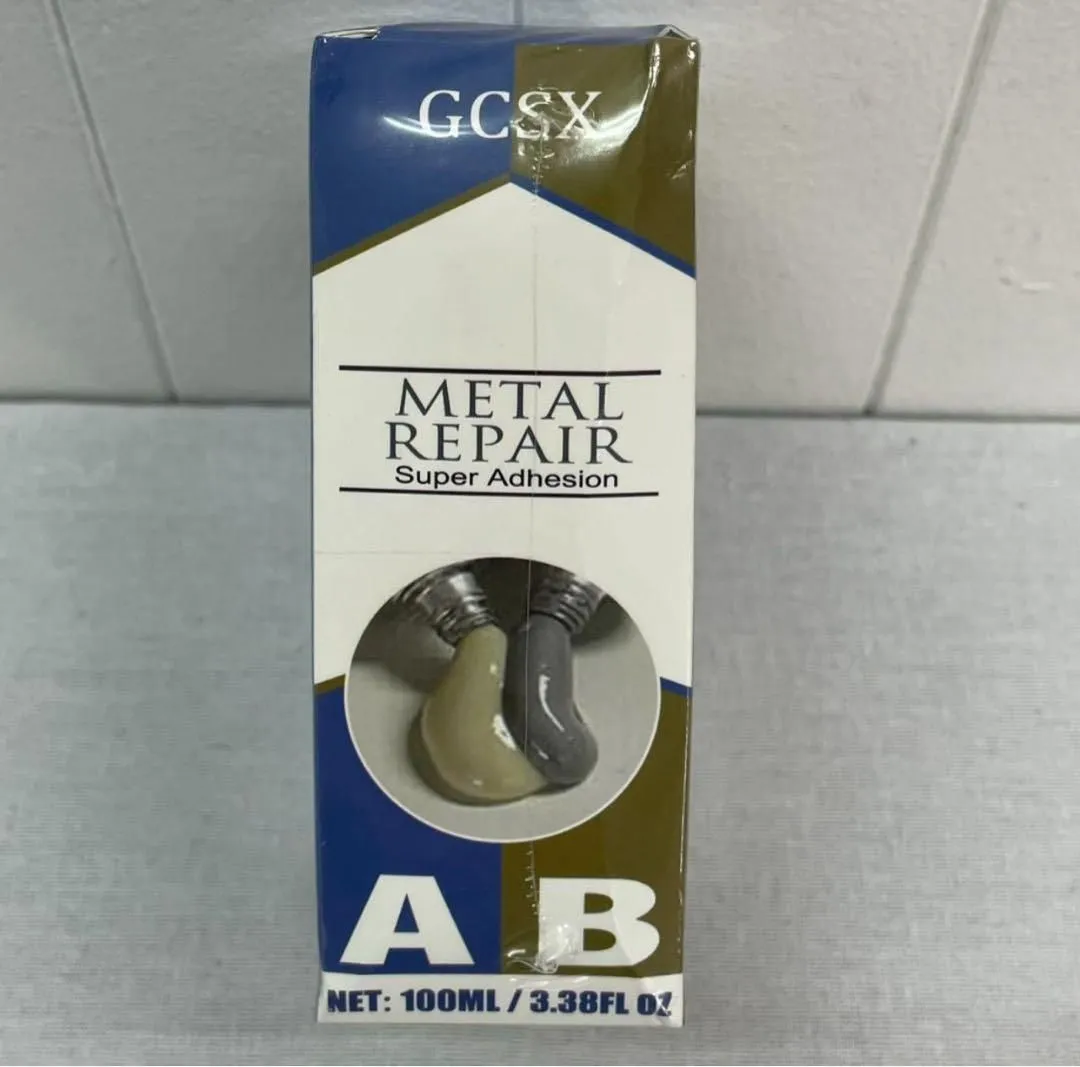 GCSX
METAL
REPAIR
Super Adhesion
A B
NET: 100ML / 3.38FL OZ